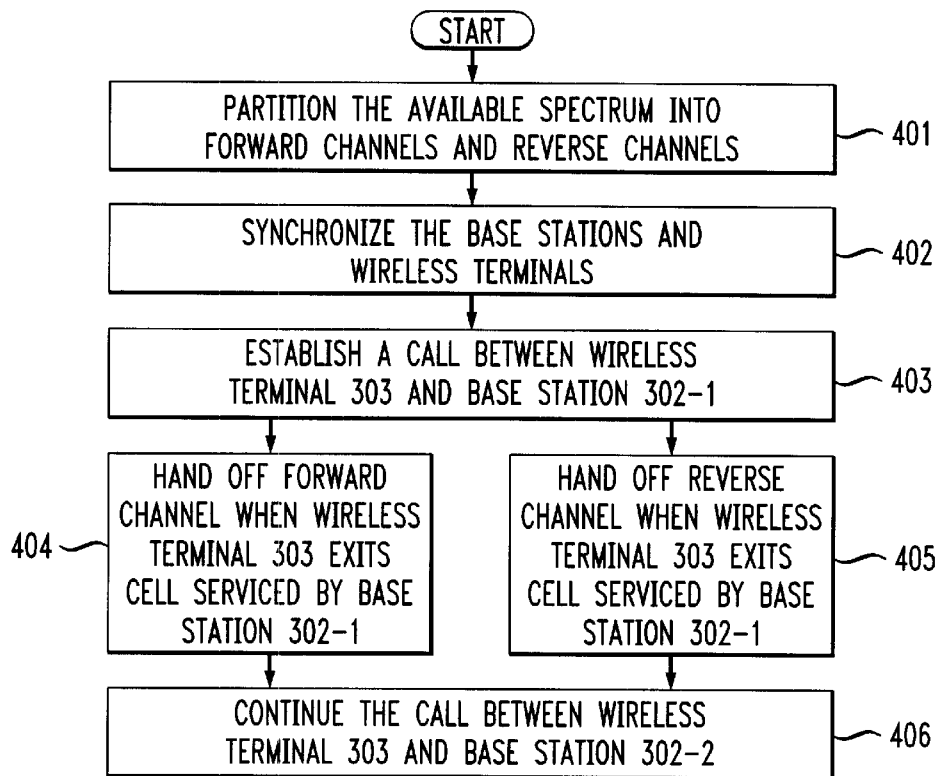 START
PARTITION THE AVAILABLE SPECTRUM INTO
FORWARD CHANNELS AND REVERSE CHANNELS
401
SYNCHRONIZE THE BASE STATIONS AND
WIRELESS TERMINALS
402
ESTABLISH A CALL BETWEEN WIRELESS
TERMINAL 303 AND BASE STATION 302-1
403
404
HAND OFF FORWARD
CHANNEL WHEN WIRELESS
TERMINAL 303 EXITS
CELL SERVICED BY BASE
STATION 302-1
HAND OFF REVERSE
CHANNEL WHEN WIRELESS
TERMINAL 303 EXITS
CELL SERVICED BY BASE
STATION 302-1
405
CONTINUE THE CALL BETWEEN WIRELESS
TERMINAL 303 AND BASE STATION 302-2
406